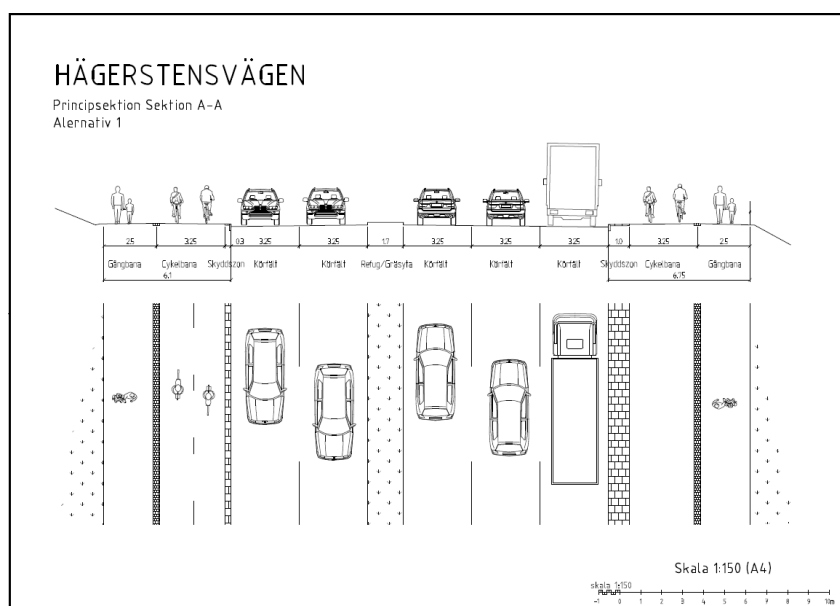 HÄGERSTENSVÄGEN
Principsektion Sektion A-A
Alernativ 1
2.5 3.25 0.3 3.25 3.25 1.7 3.25 3.25 3.25 1.0 3.25 2.5
Gångbana Cykelbana Skyddszon Körfält Körfält Refug/Gräsyta Körfält Körfält Körfält Skyddszon Cykelbana Gångbana
6.1 6.75
Skala 1:150 (A4)
skala 1:150
-1 0 1 2 3 4 5 6 7 8 9 10m